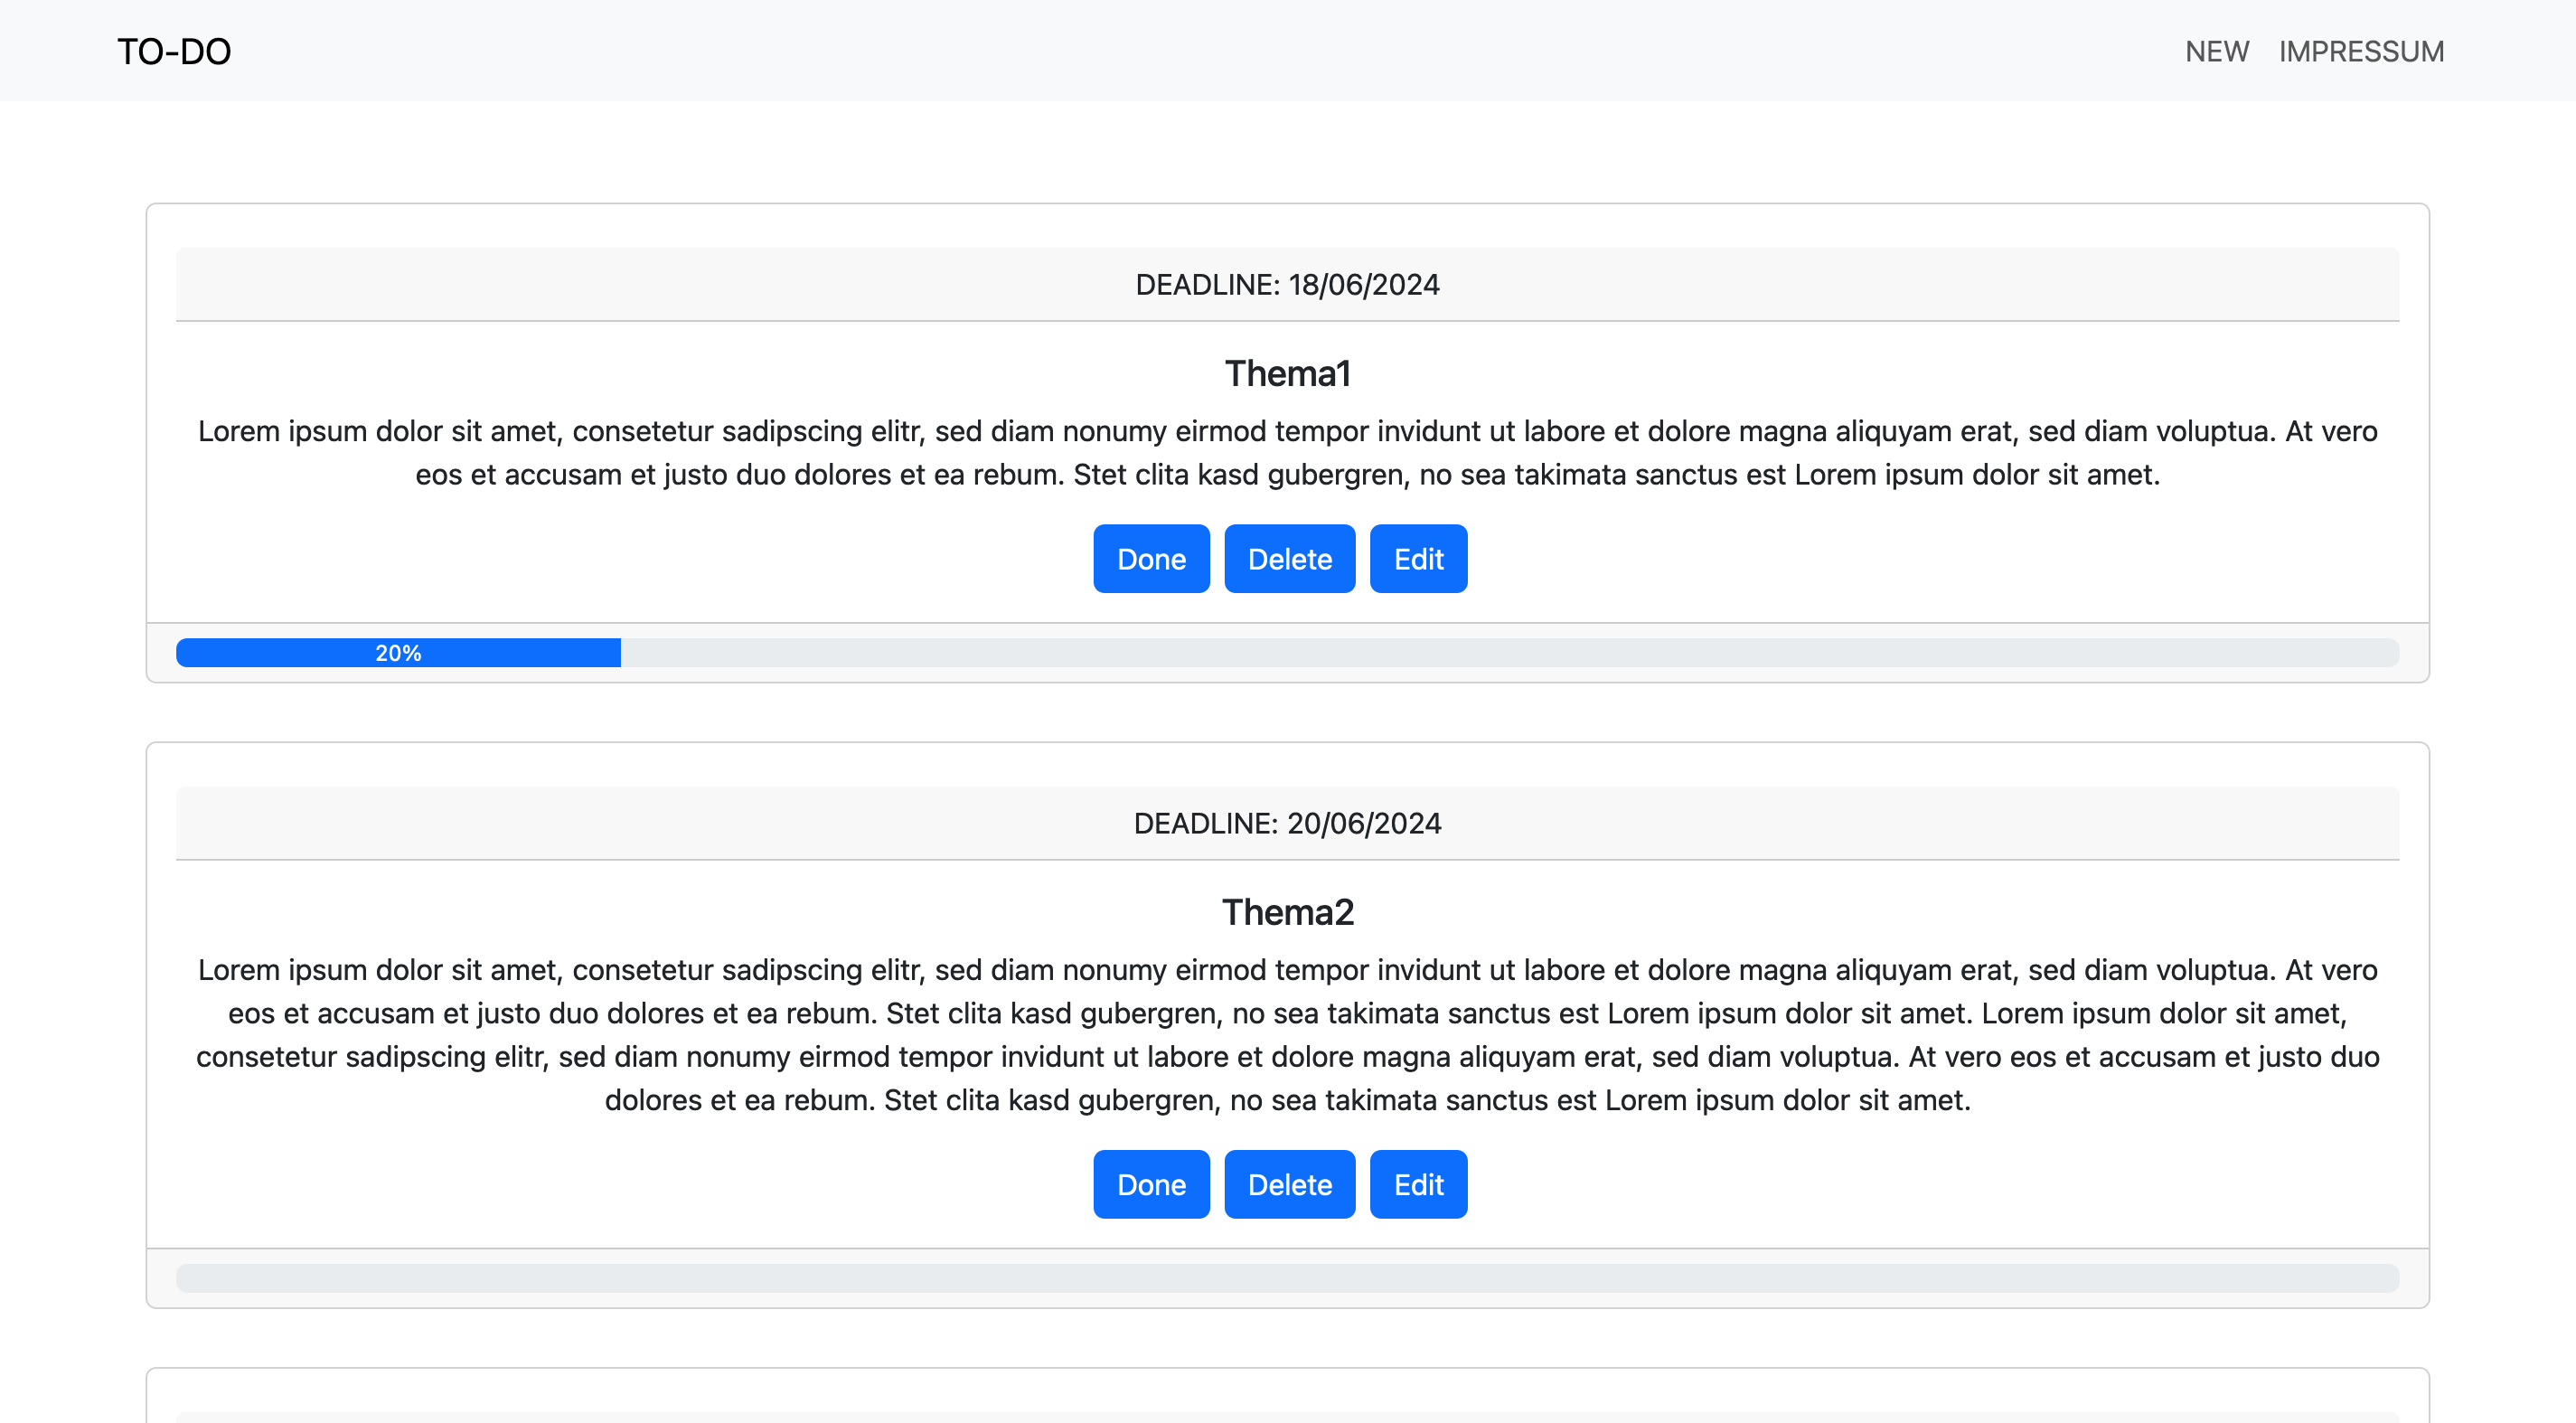 TO-DO
NEW IMPRESSUM
DEADLINE: 18/06/2024
Thema1
Lorem ipsum dolor sit amet, consetetur sadipscing elitr, sed diam nonumy eirmod tempor invidunt ut labore et dolore magna aliquyam erat, sed diam voluptua. At vero
eos et accusam et justo duo dolores et ea rebum. Stet clita kasd gubergren, no sea takimata sanctus est Lorem ipsum dolor sit amet.
Done Delete Edit
20%
DEADLINE: 20/06/2024
Thema2
Lorem ipsum dolor sit amet, consetetur sadipscing elitr, sed diam nonumy eirmod tempor invidunt ut labore et dolore magna aliquyam erat, sed diam voluptua. At vero
eos et accusam et justo duo dolores et ea rebum. Stet clita kasd gubergren, no sea takimata sanctus est Lorem ipsum dolor sit amet. Lorem ipsum dolor sit amet,
consetetur sadipscing elitr, sed diam nonumy eirmod tempor invidunt ut labore et dolore magna aliquyam erat, sed diam voluptua. At vero eos et accusam et justo duo
dolores et ea rebum. Stet clita kasd gubergren, no sea takimata sanctus est Lorem ipsum dolor sit amet.
Done Delete Edit